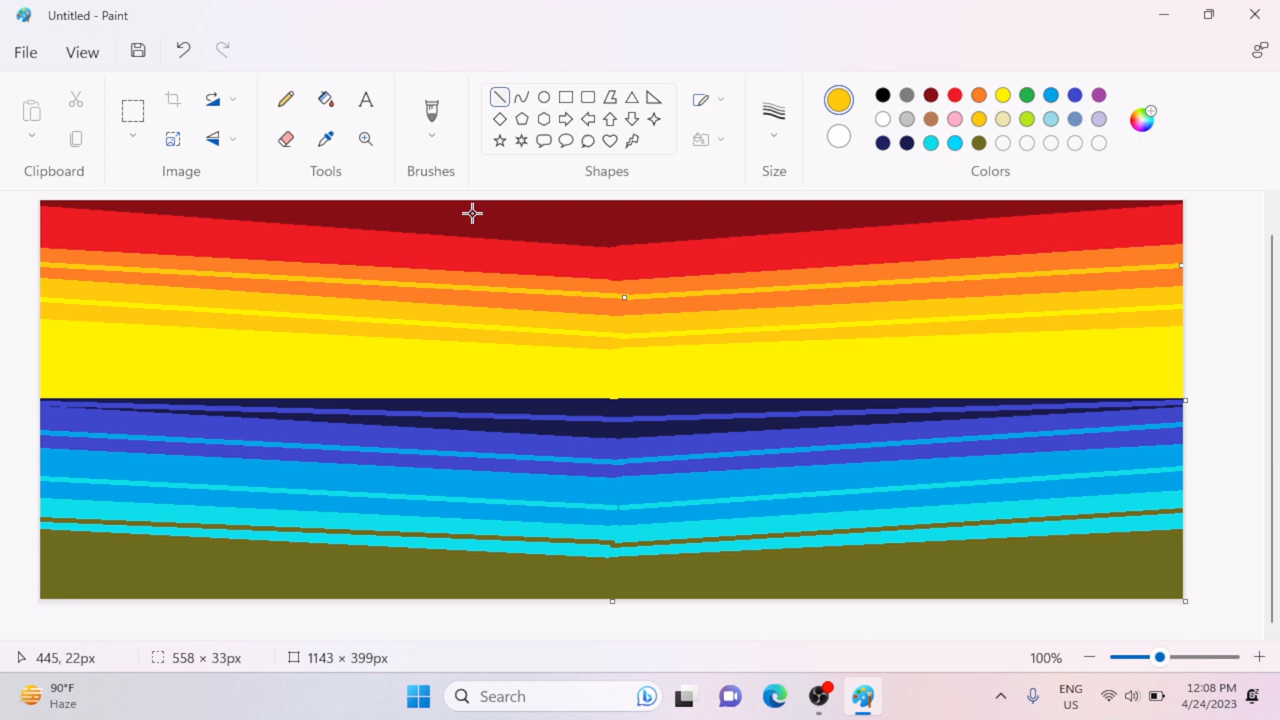 Untitled - Paint
File View
Clipboard
Image
Tools
Brushes
Shapes
Size
Colors
445, 22px
558 × 33px
1143 × 399px
100%
90°F
Haze
Search
ENG
US
12:08 PM
4/24/2023